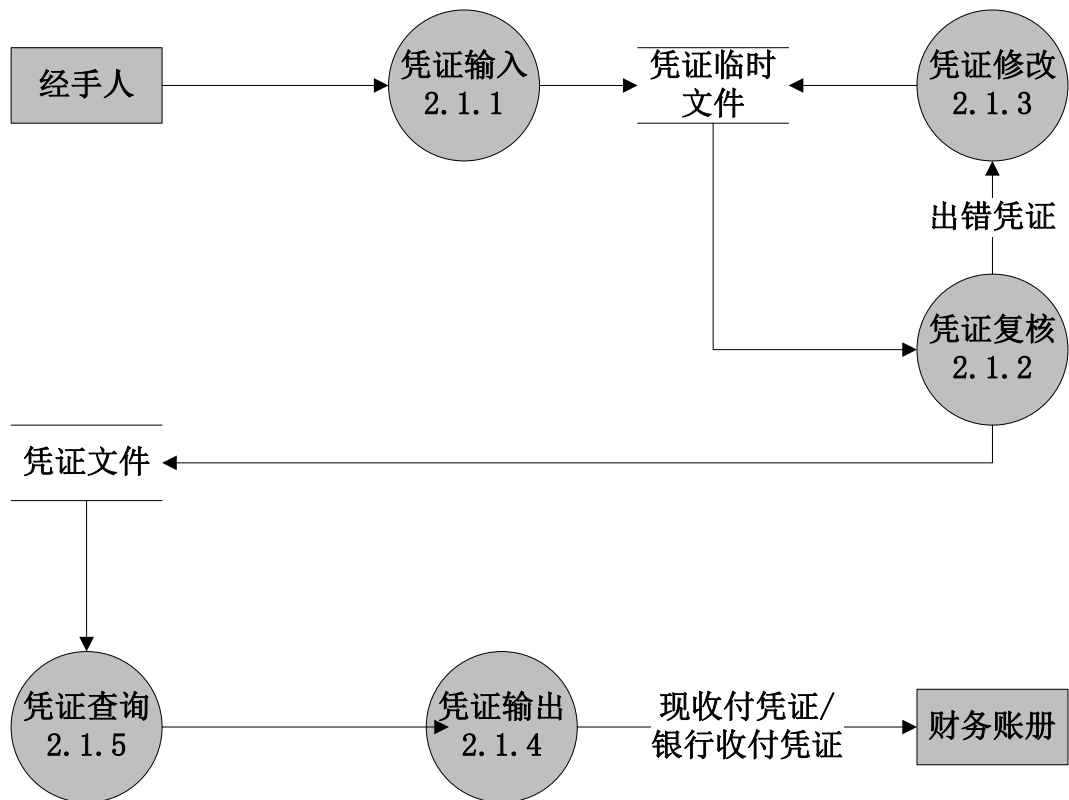 经手人
凭证输入
2.1.1
凭证临时
文件
凭证修改
2.1.3
出错凭证
凭证复核
2.1.2
凭证文件
凭证查询
2.1.5
凭证输出
2.1.4
现收付凭证/
银行收付凭证
财务账册